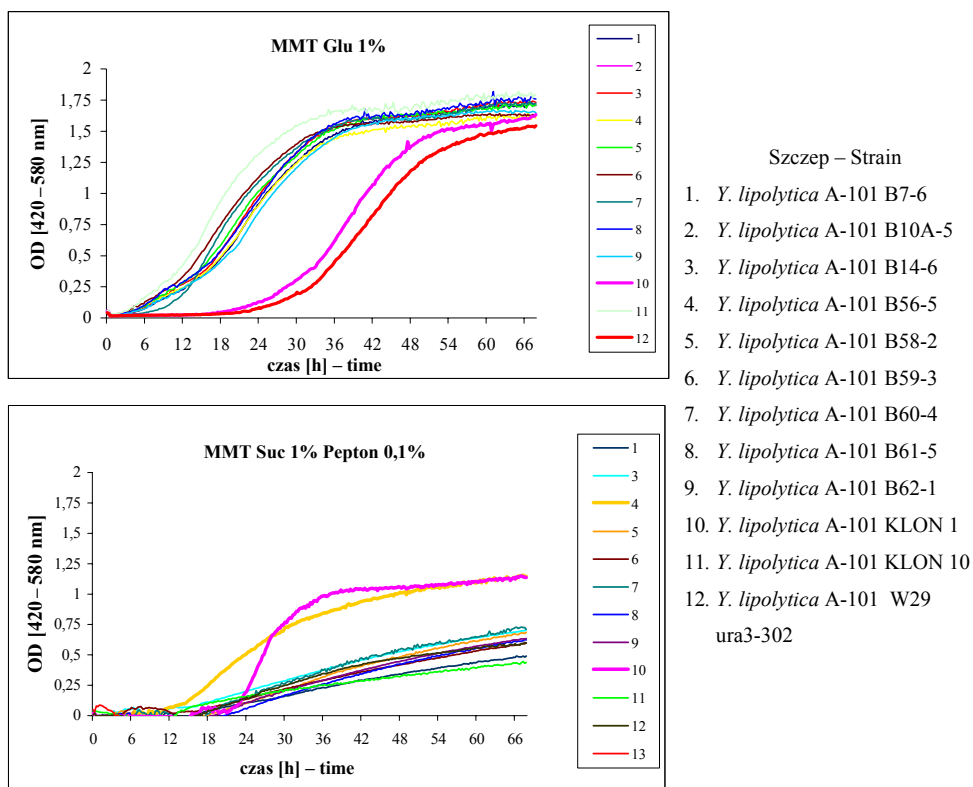 MMT Glu 1%
OD [420 – 580 nm]
2
1,75
1,5
1,25
1
0,75
0,5
0,25
0
0 6 12 18 24 30 36 42 48 54 60 66
czas [h] – time
1
2
3
4
5
6
7
8
9
10
11
12
MMT Suc 1% Pepton 0,1%
OD [420 – 580 nm]
2
1,75
1,5
1,25
1
0,75
0,5
0,25
0
0 6 12 18 24 30 36 42 48 54 60 66
czas [h] – time
1
3
4
5
6
7
8
9
10
11
12
13
Szczep – Strain
1. Y. lipolytica A-101 B7-6
2. Y. lipolytica A-101 B10A-5
3. Y. lipolytica A-101 B14-6
4. Y. lipolytica A-101 B56-5
5. Y. lipolytica A-101 B58-2
6. Y. lipolytica A-101 B59-3
7. Y. lipolytica A-101 B60-4
8. Y. lipolytica A-101 B61-5
9. Y. lipolytica A-101 B62-1
10. Y. lipolytica A-101 KLON 1
11. Y. lipolytica A-101 KLON 10
12. Y. lipolytica A-101 W29
ura3-302